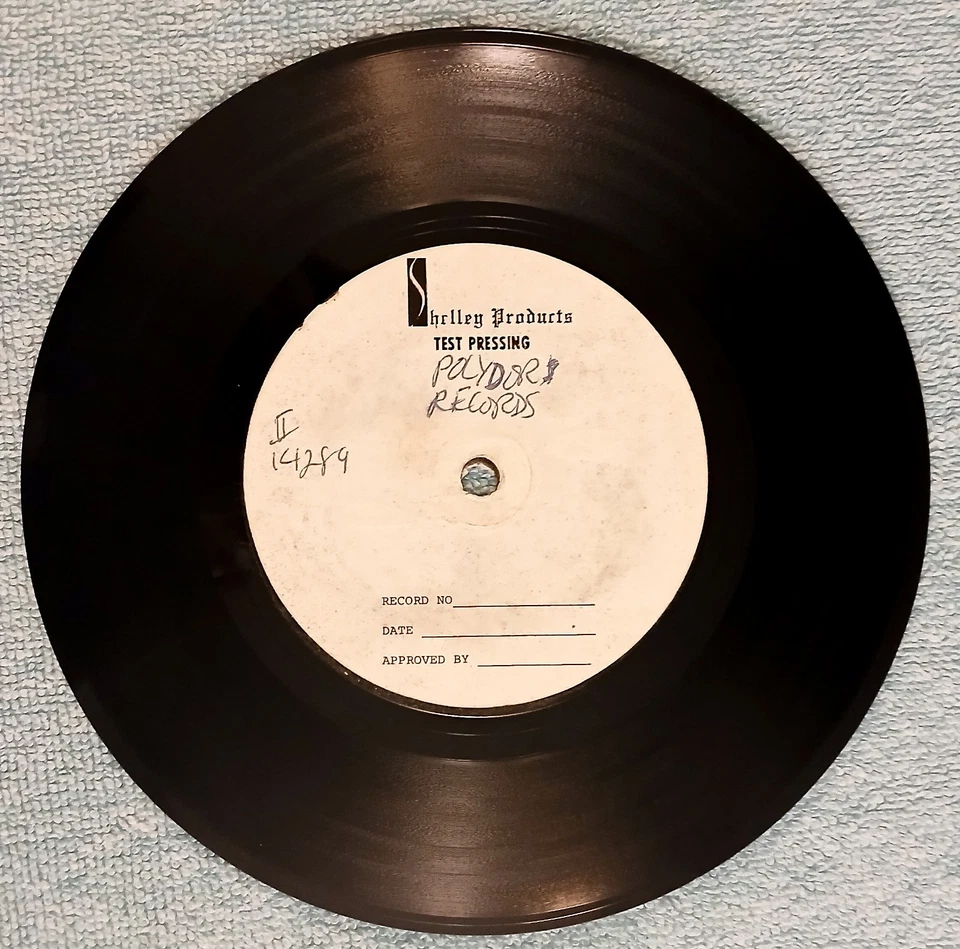 Shelley Products
TEST PRESSING
POLYDOR
RECORDS
II
14289
RECORD NO
DATE
APPROVED BY